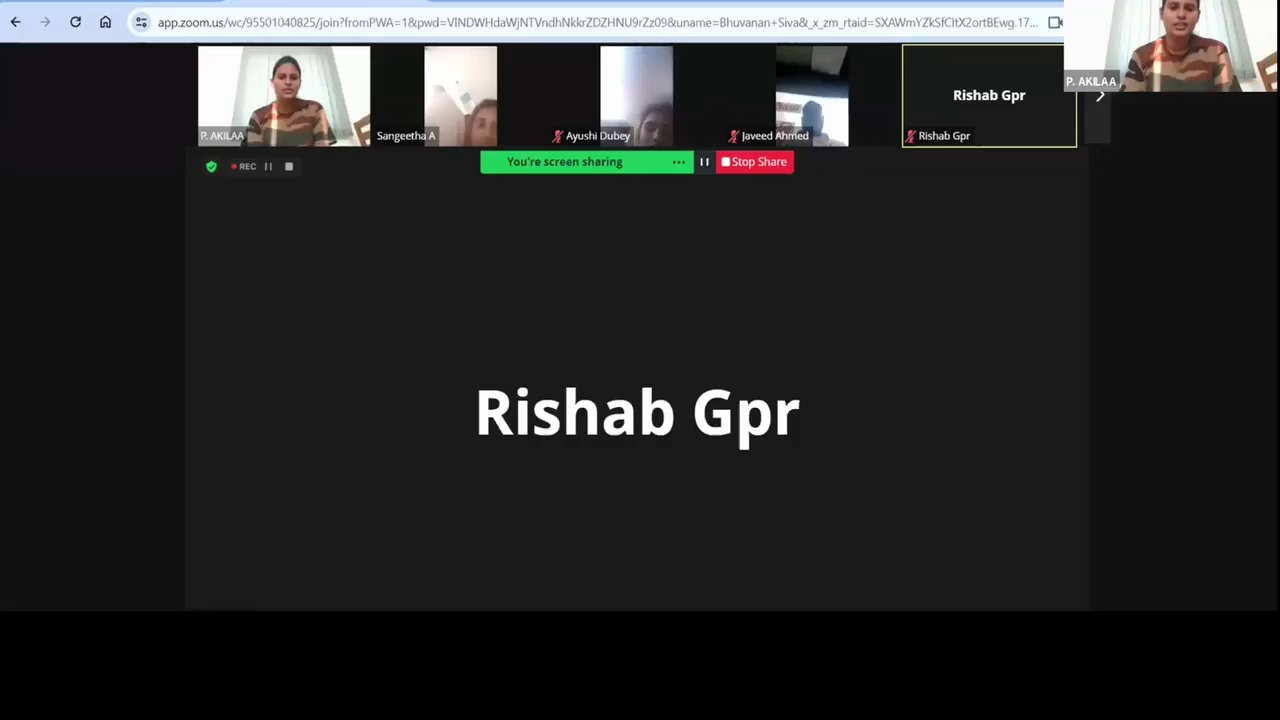 app.zoom.us/wc/95501040825/join?fromPWA=1&pwd=VlNDWHdaWjNTVndhNkkrZDZHNU9rZz09&uname=Bhuvanan+Siva&_x_zm_rtaid=SXAWmYZkSfCItX2ortBEwg.17...
P. AKILAA
Rishab Gpr
P. AKILAA
Sangeetha A
Ayushi Dubey
Javeed Ahmed
Rishab Gpr
REC
You're screen sharing
Stop Share
Rishab Gpr